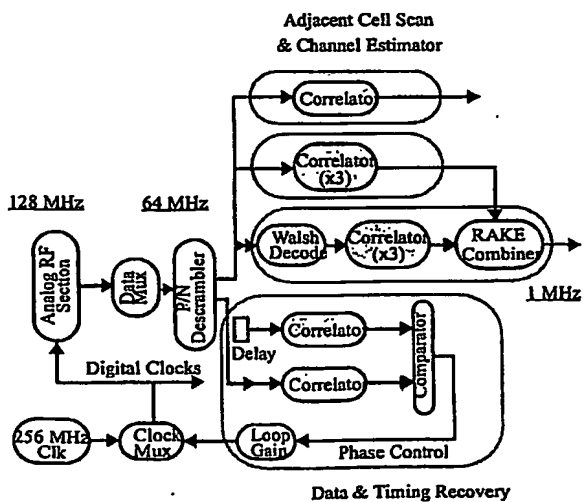 Adjacent Cell Scan
& Channel Estimator
Correlato
Correlator
(x3)
128 MHz
64 MHz
Analog RF
Section
Data
Mux
P/N
Descrambler
Walsh
Decode
Correlator
(x3)
RAKE
Combiner
1 MHz
Delay
Correlato
Correlato
Comparator
Digital Clocks
256 MHz
Clk
Clock
Mux
Loop
Gain
Phase Control
Data & Timing Recovery